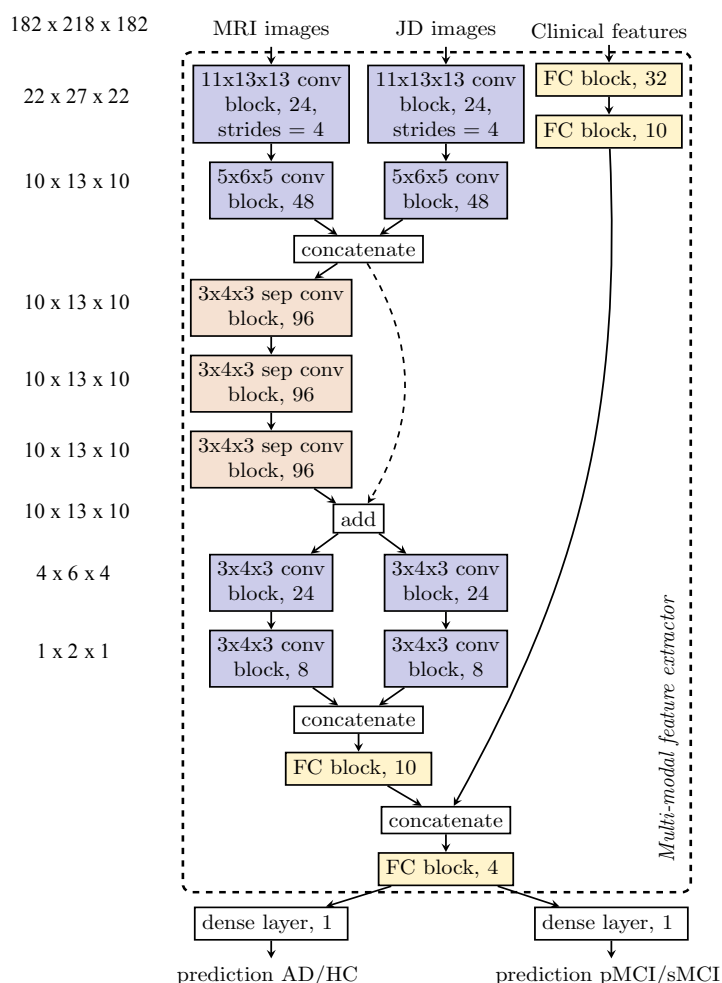 182 x 218 x 182
MRI images
JD images
Clinical features
22 x 27 x 22
11x13x13 conv
block, 24,
strides = 4
11x13x13 conv
block, 24,
strides = 4
FC block, 32
FC block, 10
10 x 13 x 10
5x6x5 conv
block, 48
5x6x5 conv
block, 48
concatenate
10 x 13 x 10
3x4x3 sep conv
block, 96
10 x 13 x 10
3x4x3 sep conv
block, 96
10 x 13 x 10
3x4x3 sep conv
block, 96
10 x 13 x 10
add
4 x 6 x 4
3x4x3 conv
block, 24
3x4x3 conv
block, 24
1 x 2 x 1
3x4x3 conv
block, 8
3x4x3 conv
block, 8
concatenate
FC block, 10
concatenate
FC block, 4
Multi-modal feature extractor
dense layer, 1
dense layer, 1
prediction AD/HC
prediction pMCI/sMCI